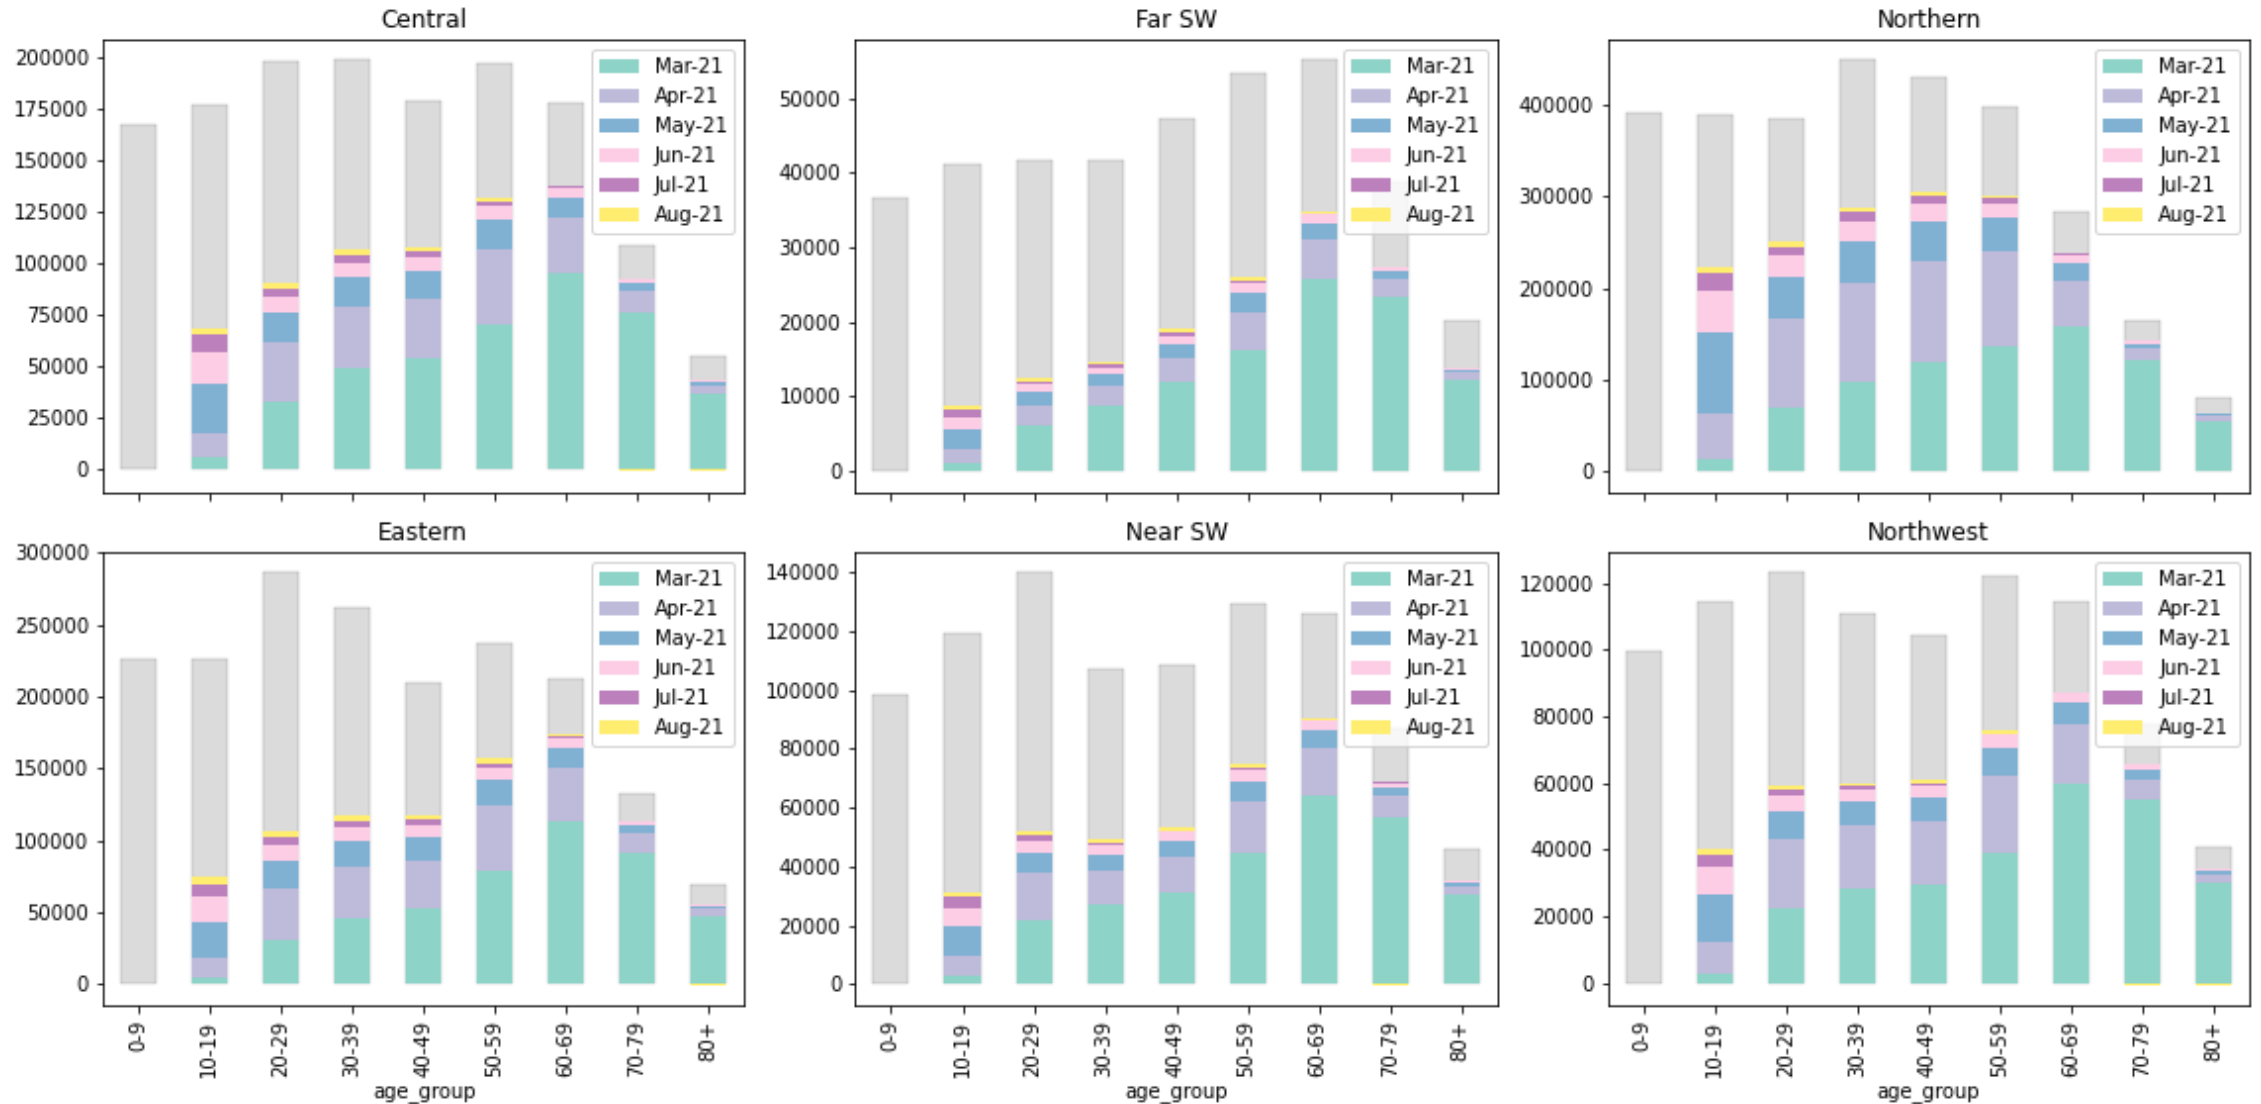 Central
200000
175000
150000
125000
100000
75000
50000
25000
0
Mar-21
Apr-21
May-21
Jun-21
Jul-21
Aug-21
Far SW
50000
40000
30000
20000
10000
0
Mar-21
Apr-21
May-21
Jun-21
Jul-21
Aug-21
Northern
400000
300000
200000
100000
0
Mar-21
Apr-21
May-21
Jun-21
Jul-21
Aug-21
Eastern
300000
250000
200000
150000
100000
50000
0
Mar-21
Apr-21
May-21
Jun-21
Jul-21
Aug-21
0-9
10-19
20-29
30-39
40-49
50-59
60-69
70-79
80+
age_group
Near SW
140000
120000
100000
80000
60000
40000
20000
0
Mar-21
Apr-21
May-21
Jun-21
Jul-21
Aug-21
0-9
10-19
20-29
30-39
40-49
50-59
60-69
70-79
80+
age_group
Northwest
120000
100000
80000
60000
40000
20000
0
Mar-21
Apr-21
May-21
Jun-21
Jul-21
Aug-21
0-9
10-19
20-29
30-39
40-49
50-59
60-69
70-79
80+
age_group